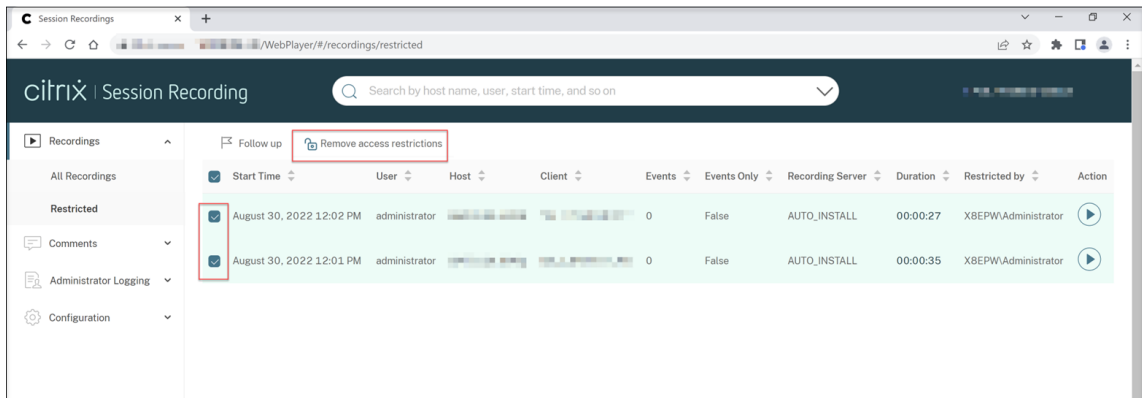 Session Recordings
/WebPlayer/#/recordings/restricted
citrix | Session Recording
Search by host name, user, start time, and so on
Recordings
All Recordings
Restricted
Comments
Administrator Logging
Configuration
Follow up
Remove access restrictions
Start Time User Host Client Events Events Only Recording Server Duration Restricted by Action
August 30, 2022 12:02 PM administrator 0 False AUTO_INSTALL 00:00:27 X8EPW\Administrator
August 30, 2022 12:01 PM administrator 0 False AUTO_INSTALL 00:00:35 X8EPW\Administrator